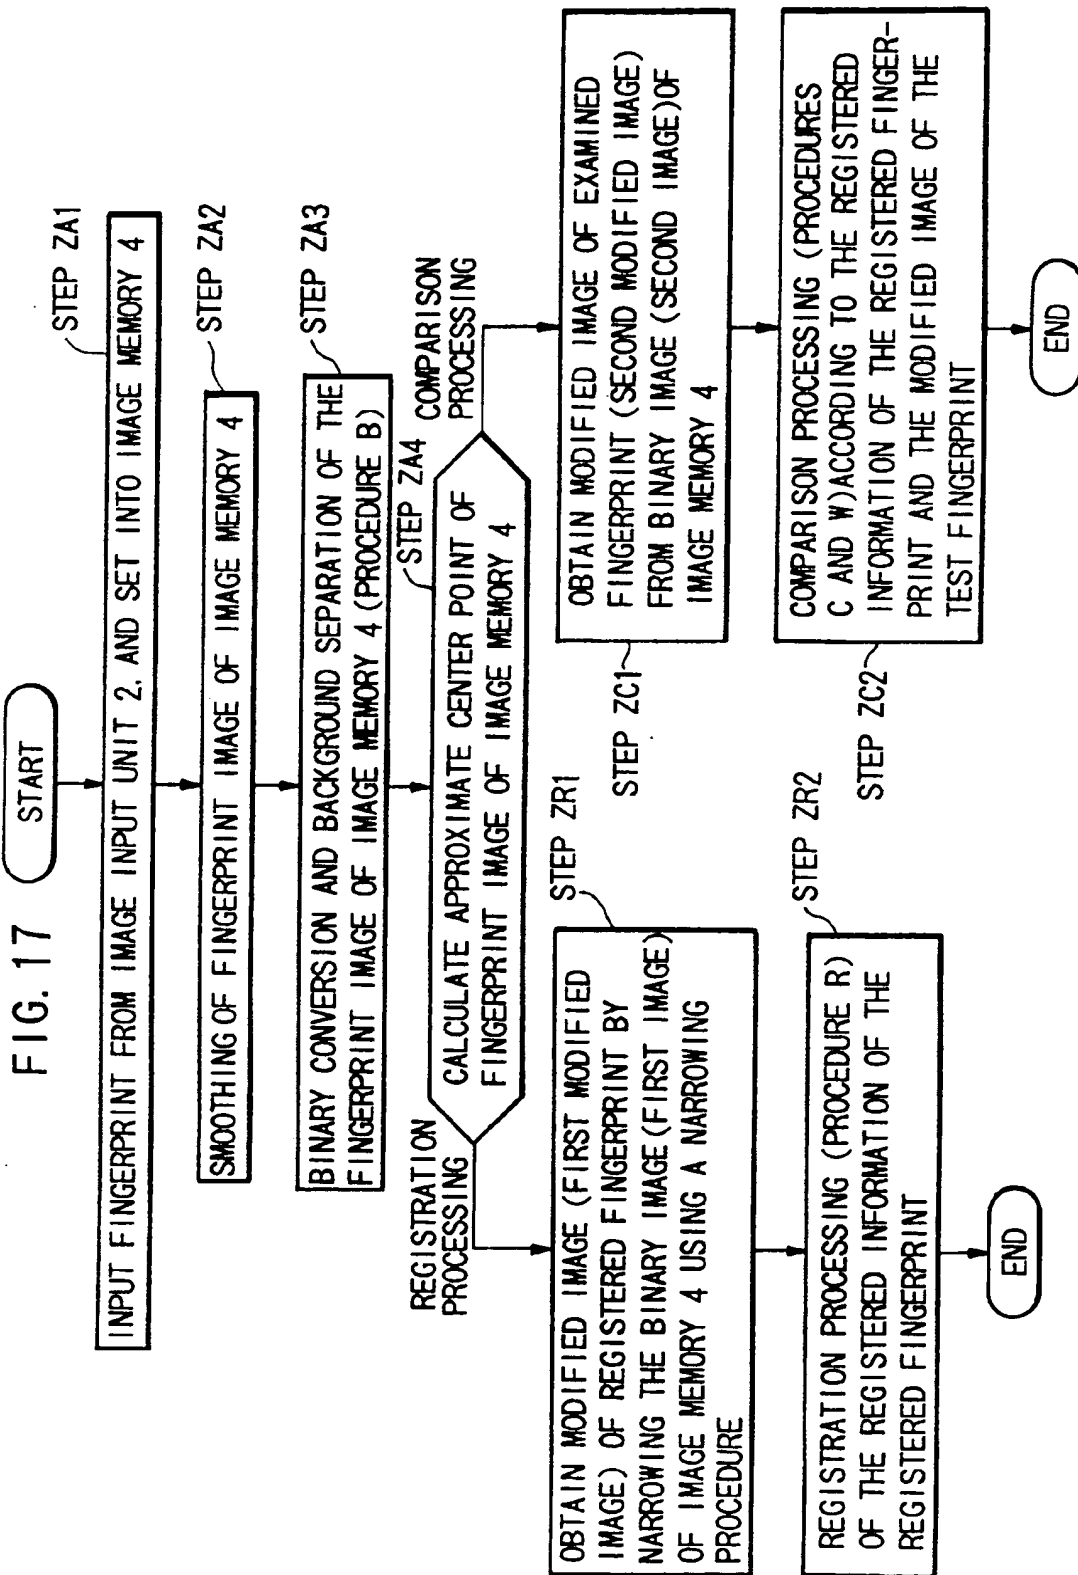 FIG. 17
START
STEP ZA1
INPUT FINGERPRINT FROM IMAGE INPUT UNIT 2, AND SET INTO IMAGE MEMORY 4
STEP ZA2
SMOOTHING OF FINGERPRINT IMAGE OF IMAGE MEMORY 4
STEP ZA3
BINARY CONVERSION AND BACKGROUND SEPARATION OF THE
FINGERPRINT IMAGE OF IMAGE MEMORY 4 (PROCEDURE B)
STEP ZA4
CALCULATE APPROXIMATE CENTER POINT OF
FINGERPRINT IMAGE OF IMAGE MEMORY 4
REGISTRATION
PROCESSING
COMPARISON
PROCESSING
STEP ZR1
OBTAIN MODIFIED IMAGE (FIRST MODIFIED
IMAGE) OF REGISTERED FINGERPRINT BY
NARROWING THE BINARY IMAGE (FIRST IMAGE)
OF IMAGE MEMORY 4 USING A NARROWING
PROCEDURE
STEP ZR2
REGISTRATION PROCESSING (PROCEDURE R)
OF THE REGISTERED INFORMATION OF THE
REGISTERED FINGERPRINT
END
STEP ZC1
OBTAIN MODIFIED IMAGE OF EXAMINED
FINGERPRINT (SECOND MODIFIED IMAGE)
FROM BINARY IMAGE (SECOND IMAGE) OF
IMAGE MEMORY 4
STEP ZC2
COMPARISON PROCESSING (PROCEDURES
C AND W) ACCORDING TO THE REGISTERED
INFORMATION OF THE REGISTERED FINGER-
PRINT AND THE MODIFIED IMAGE OF THE
TEST FINGERPRINT
END